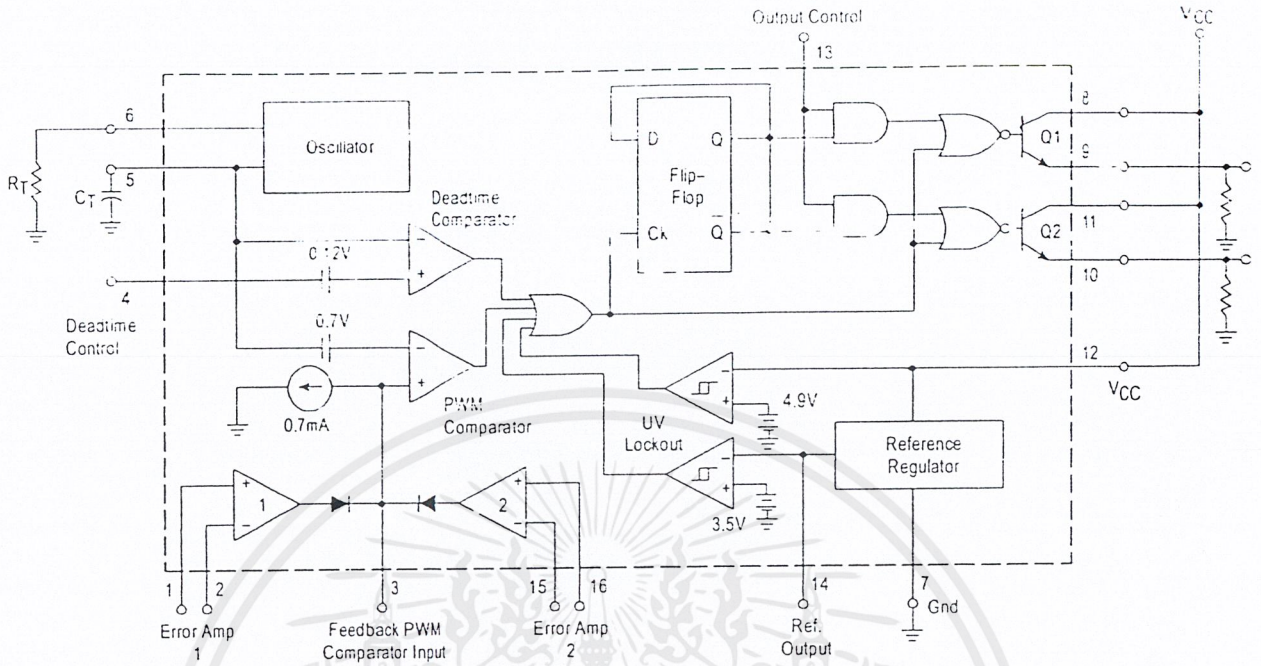 Output Control
VCC
13
6
Oscillator
8
D
Q
Q1
5
RT
CT
Flip-
Flop
9
Deadtime
Comparator
11
Ck
Q
Q2
0.12V
10
4
Deadtime
Control
0.7V
12
VCC
0.7mA
PWM
Comparator
UV
Lockout
4.9V
Reference
Regulator
1
2
3.5V
1
2
3
15
16
14
7
Gnd
Error Amp
1
Feedback PWM
Comparator Input
Error Amp
2
Ref.
Output
+
−
+
−
+
−
+
−
−
+
−
+